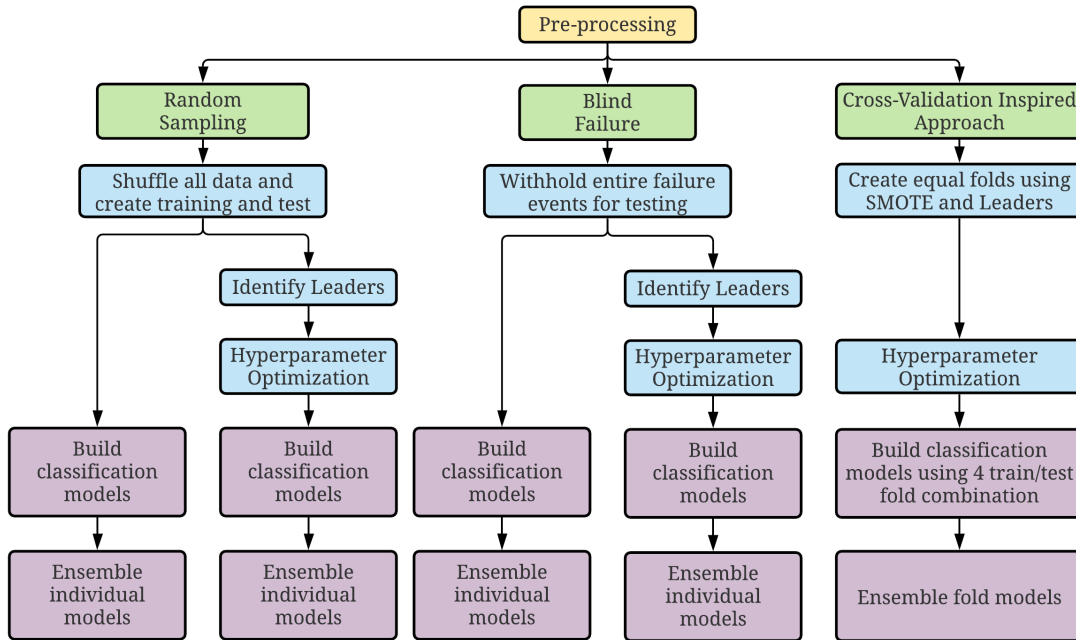 Pre-processing
Random
Sampling
Blind
Failure
Cross-Validation Inspired
Approach
Shuffle all data and
create training and test
Withhold entire failure
events for testing
Create equal folds using
SMOTE and Leaders
Identify Leaders
Identify Leaders
Hyperparameter
Optimization
Hyperparameter
Optimization
Hyperparameter
Optimization
Build
classification
models
Build
classification
models
Build
classification
models
Build
classification
models
Build classification
models using 4 train/test
fold combination
Ensemble
individual
models
Ensemble
individual
models
Ensemble
individual
models
Ensemble
individual
models
Ensemble fold models